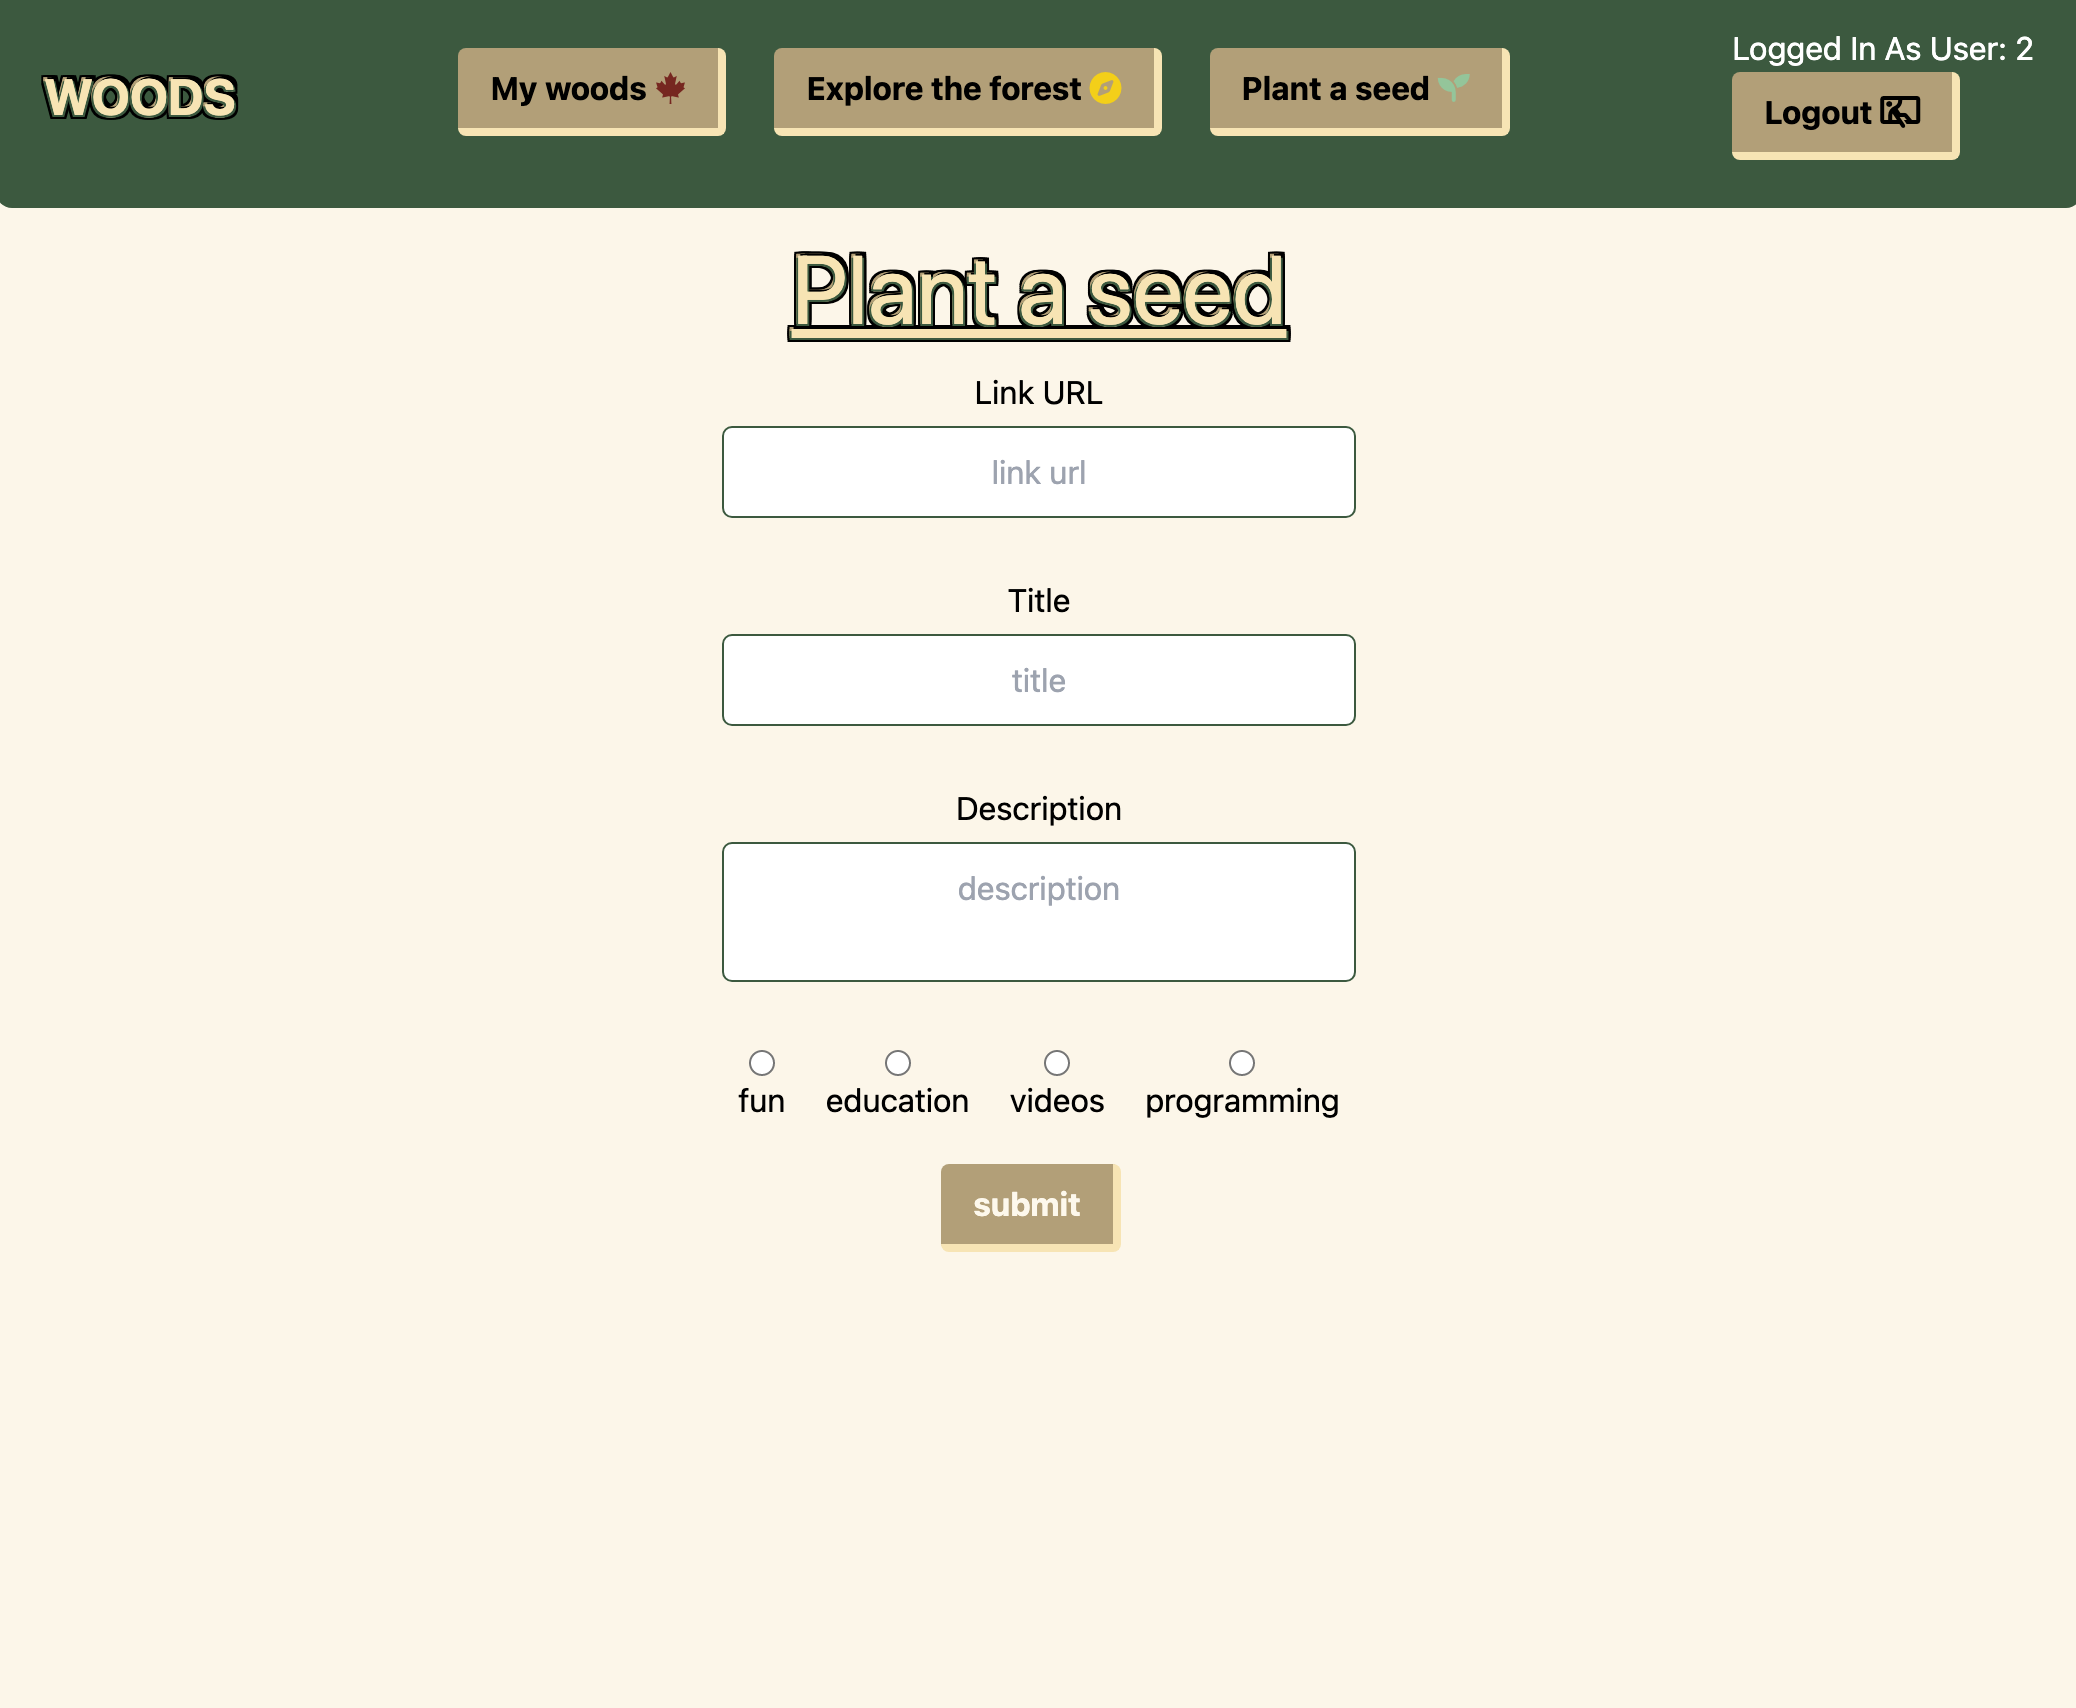 WOODS
My woods
Explore the forest
Plant a seed
Logged In As User: 2
Logout
Plant a seed
Link URL
link url
Title
title
Description
description
fun education videos programming
submit